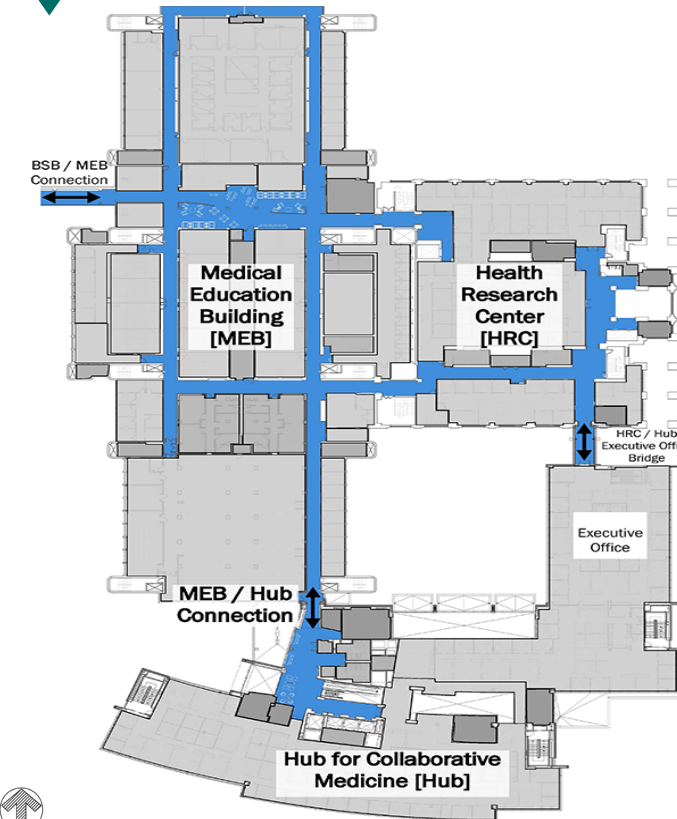 BSB / MEB
Connection
Medical
Education
Building
[MEB]
Health
Research
Center
[HRC]
HRC / Hub
Executive Offi
Bridge
Executive
Office
MEB / Hub
Connection
Hub for Collaborative
Medicine [Hub]